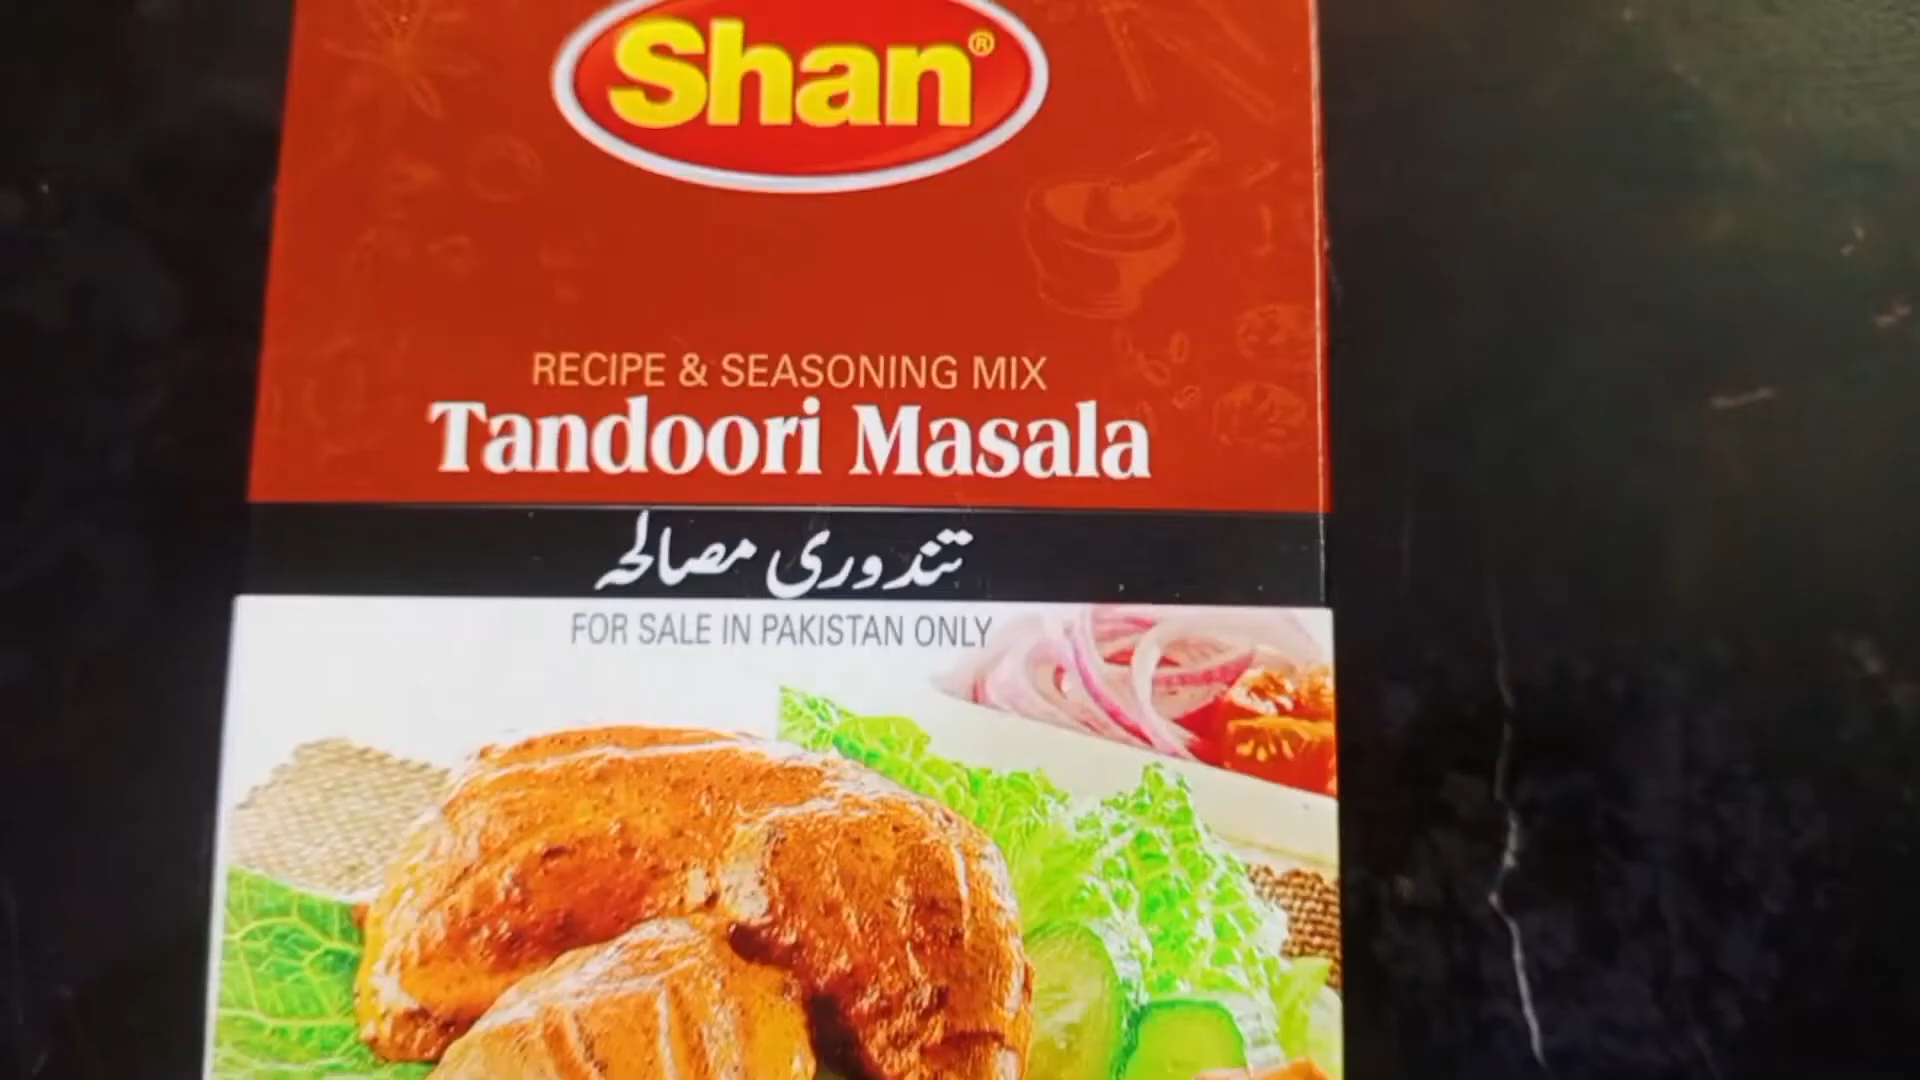 Shan®
RECIPE & SEASONING MIX
Tandoori Masala
تندوری مصالحہ
FOR SALE IN PAKISTAN ONLY